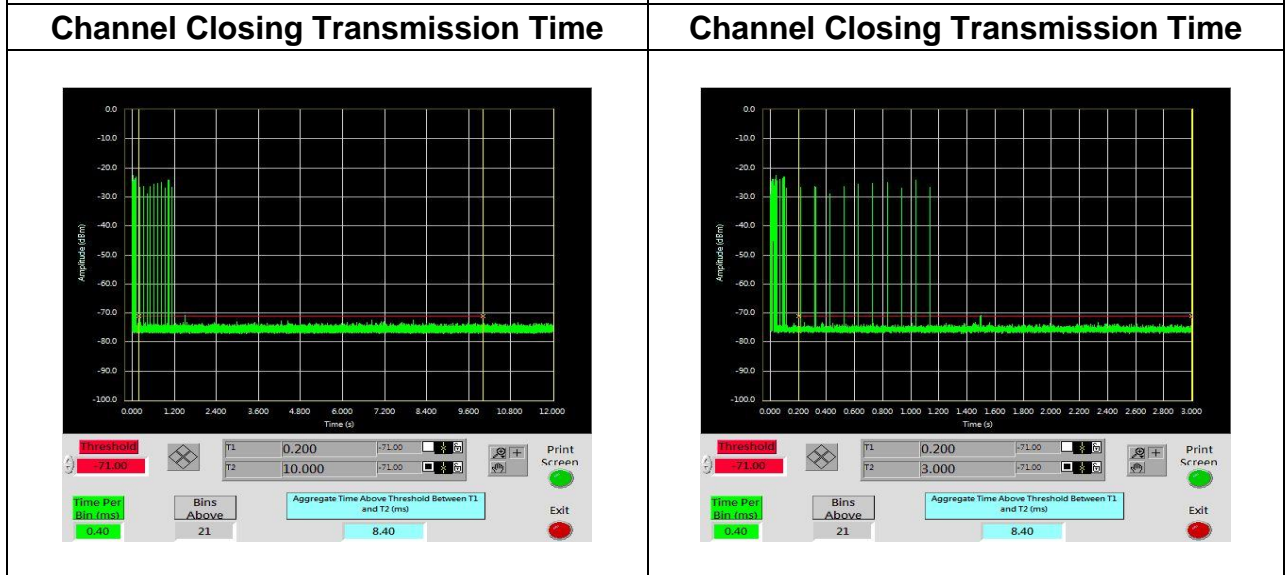 Channel Closing Transmission Time
Channel Closing Transmission Time
0.0
-10.0
-20.0
-30.0
-40.0
-50.0
-60.0
-70.0
-80.0
-90.0
-100.0
Amplitude (dBm)
0.000 1.200 2.400 3.600 4.800 6.000 7.200 8.400 9.600 10.800 12.000
Time (s)
Threshold
-71.00
T1 0.200 -71.00
T2 10.000 -71.00
Print
Screen
Time Per
Bin (ms)
0.40
Bins
Above
21
Aggregate Time Above Threshold Between T1
and T2 (ms)
8.40
Exit
0.0
-10.0
-20.0
-30.0
-40.0
-50.0
-60.0
-70.0
-80.0
-90.0
-100.0
Amplitude (dBm)
0.000 0.200 0.400 0.600 0.800 1.000 1.200 1.400 1.600 1.800 2.000 2.200 2.400 2.600 2.800 3.000
Time (s)
Threshold
-71.00
T1 0.200 -71.00
T2 3.000 -71.00
Print
Screen
Time Per
Bin (ms)
0.40
Bins
Above
21
Aggregate Time Above Threshold Between T1
and T2 (ms)
8.40
Exit